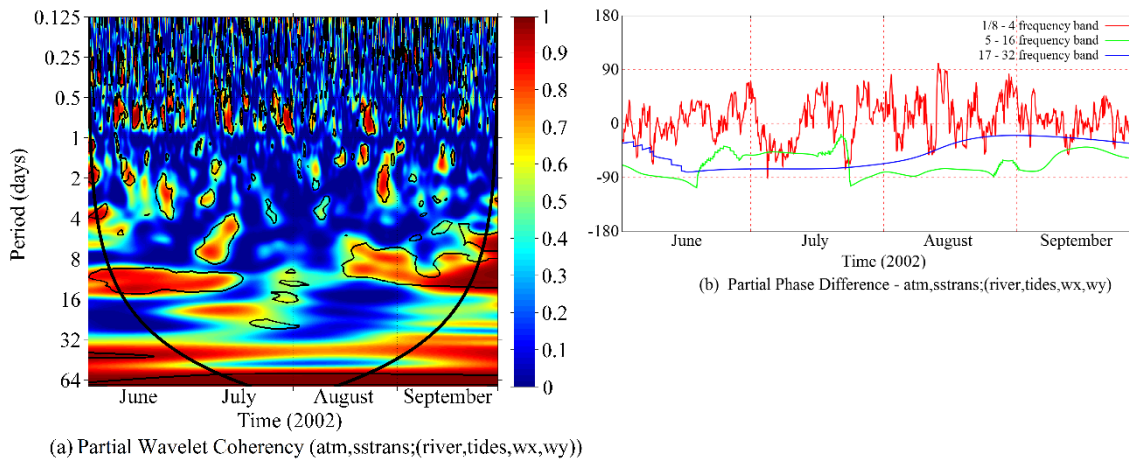 0.125
0.25
0.5
1
2
4
8
16
32
64
Period (days)
June July August September
Time (2002)
1
0.9
0.8
0.7
0.6
0.5
0.4
0.3
0.2
0.1
0
(a) Partial Wavelet Coherency (atm,sstrans;(river,tides,wx,wy))
180
90
0
-90
-180
1/8 - 4 frequency band
5 - 16 frequency band
17 - 32 frequency band
June July August September
Time (2002)
(b) Partial Phase Difference - atm,sstrans;(river,tides,wx,wy)